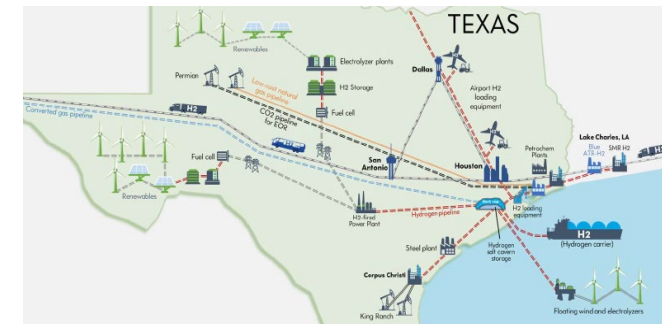 TEXAS
Renewables
Electrolyzer plants
Permian
Low cost natural
gas pipeline
CO2 pipeline
for EOR
H2 Storage
Fuel cell
Dallas
Airport H2
loading
equipment
Converted gas pipeline
H2
Fuel cell
San
Antonio
Houston
Petrochem
Plants
Lake Charles, LA
Blue
ATR-H2
SMR H2
H2
Renewables
H2-fired
Power Plant
Hydrogen pipeline
H2 loading
equipment
Steel plant
Hydrogen
salt cavern
storage
H2
(Hydrogen carrier)
Corpus Christi
King Ranch
Floating wind and electrolyzers